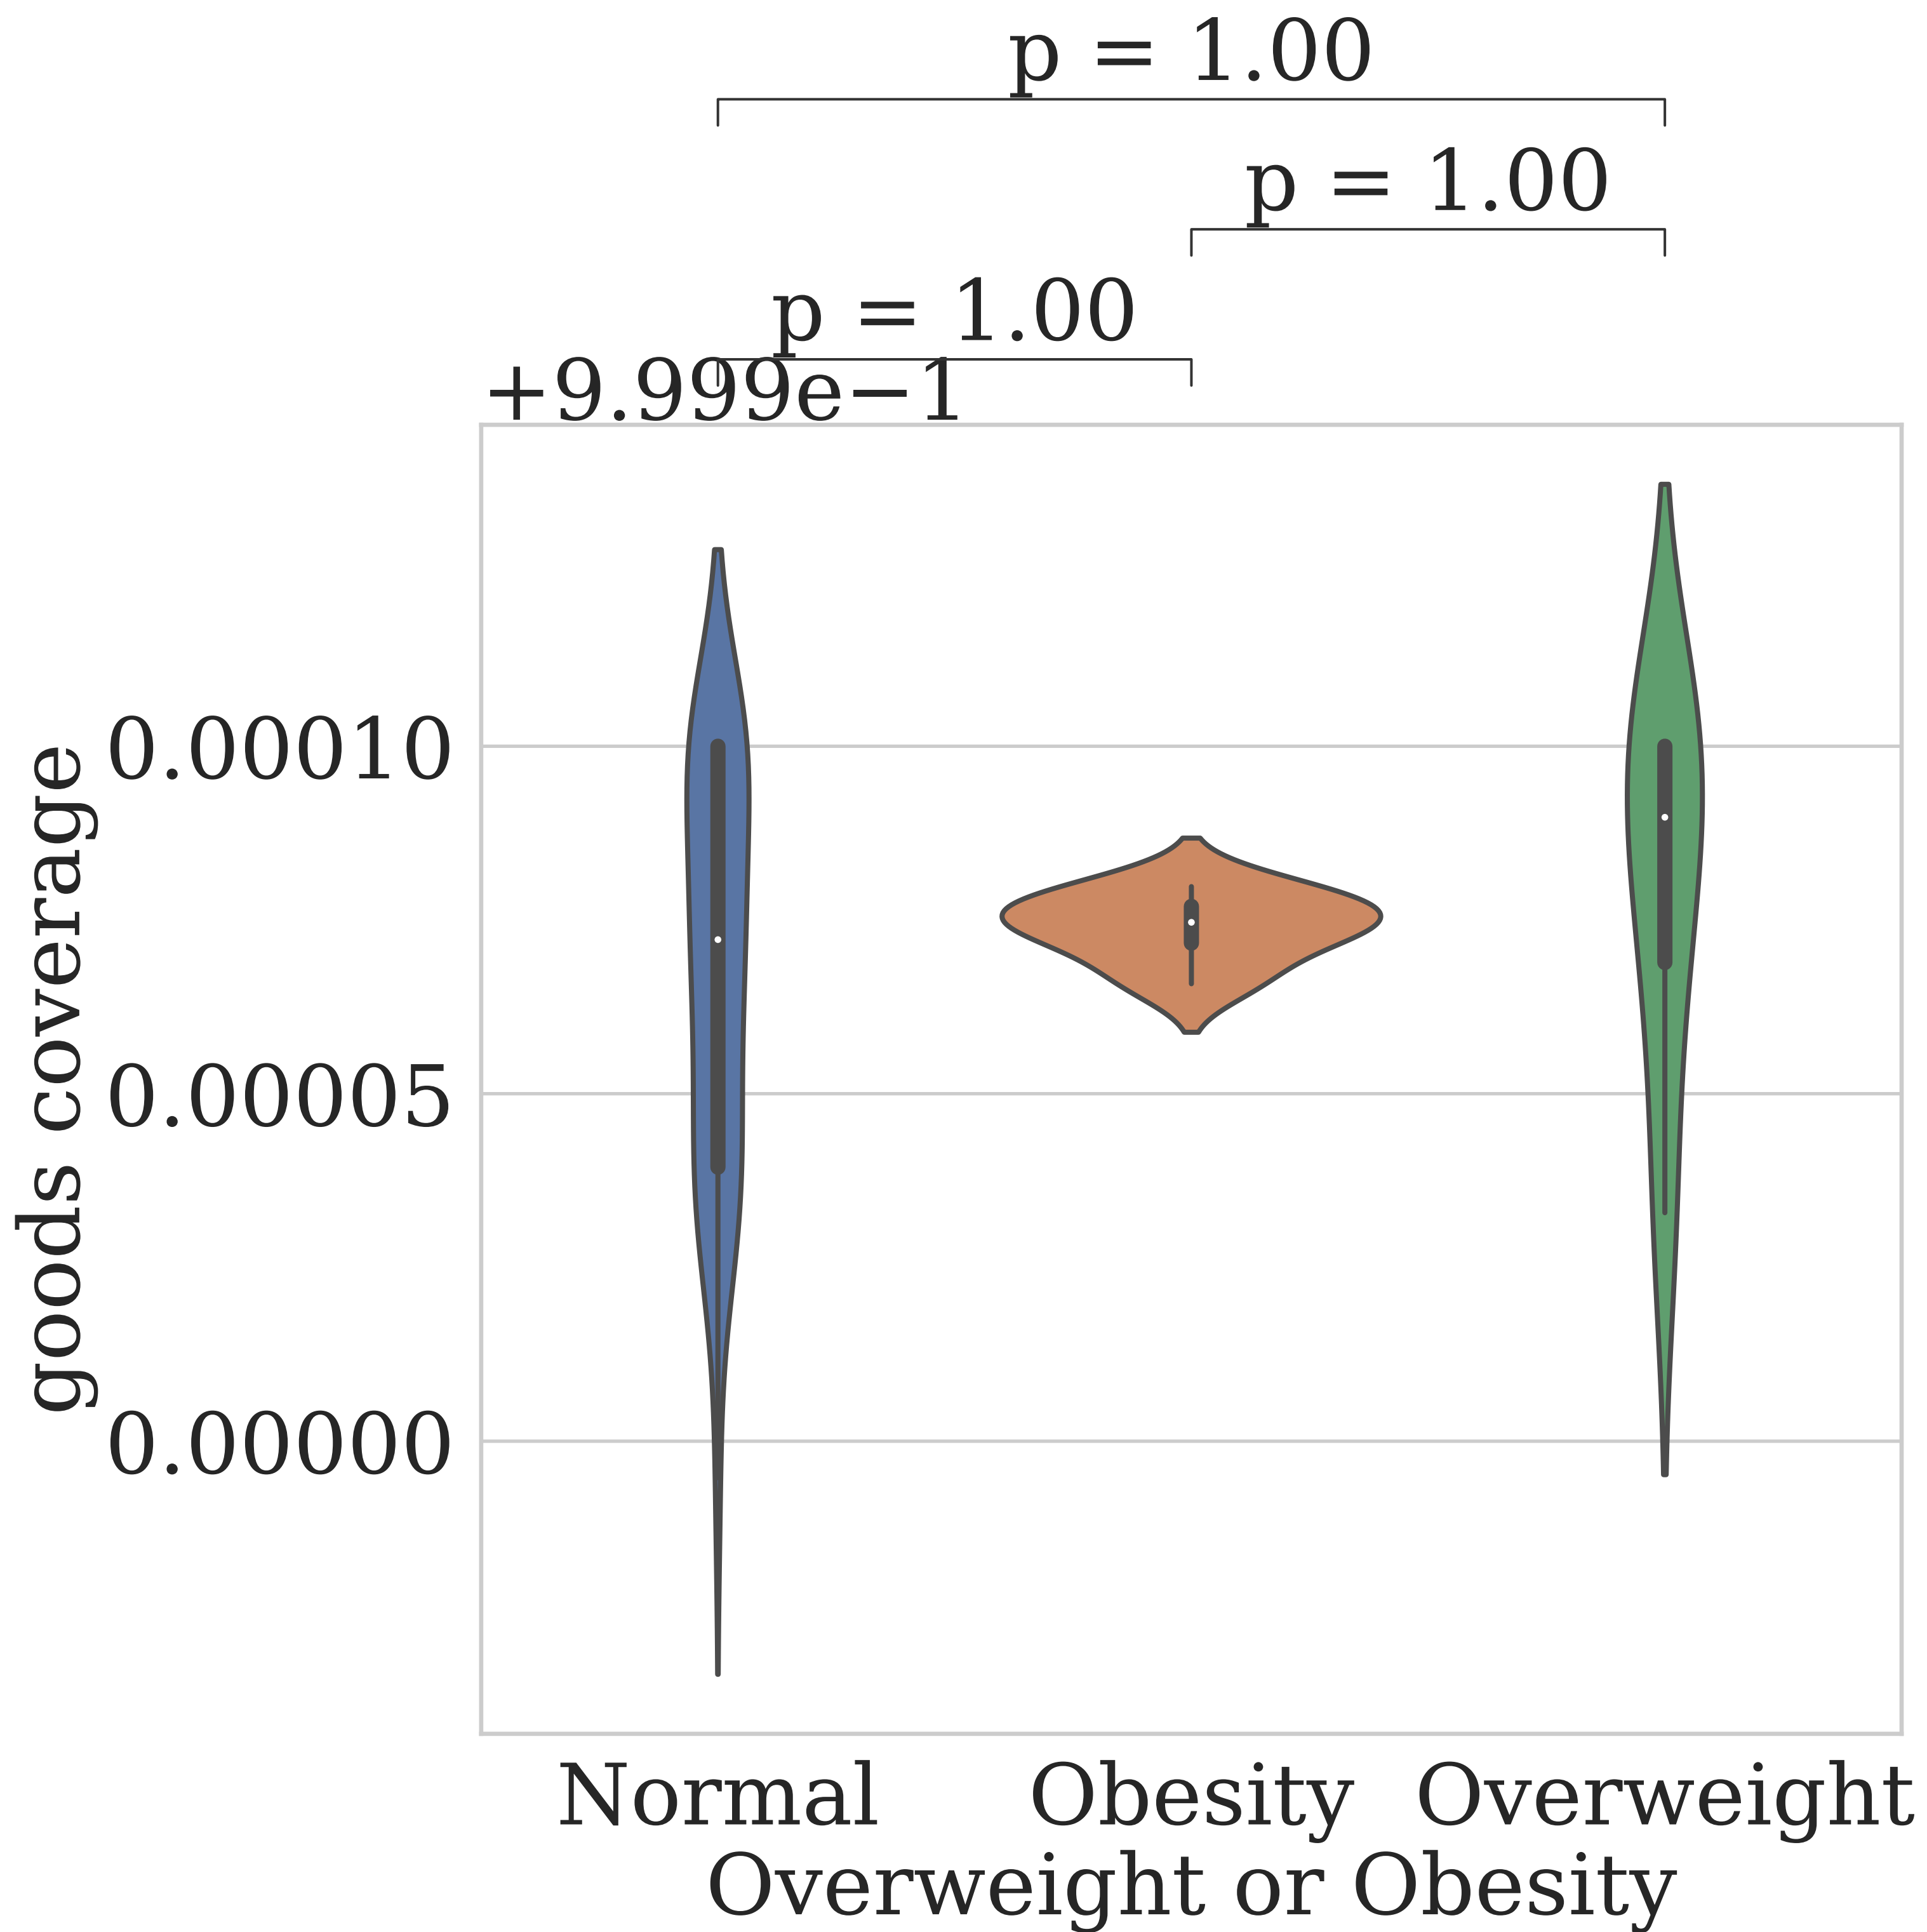 p = 1.00
p = 1.00
p = 1.00
+9.999e−1
goods coverage
0.00010
0.00005
0.00000
Normal
Obesity
Overweight
Overweight or Obesity